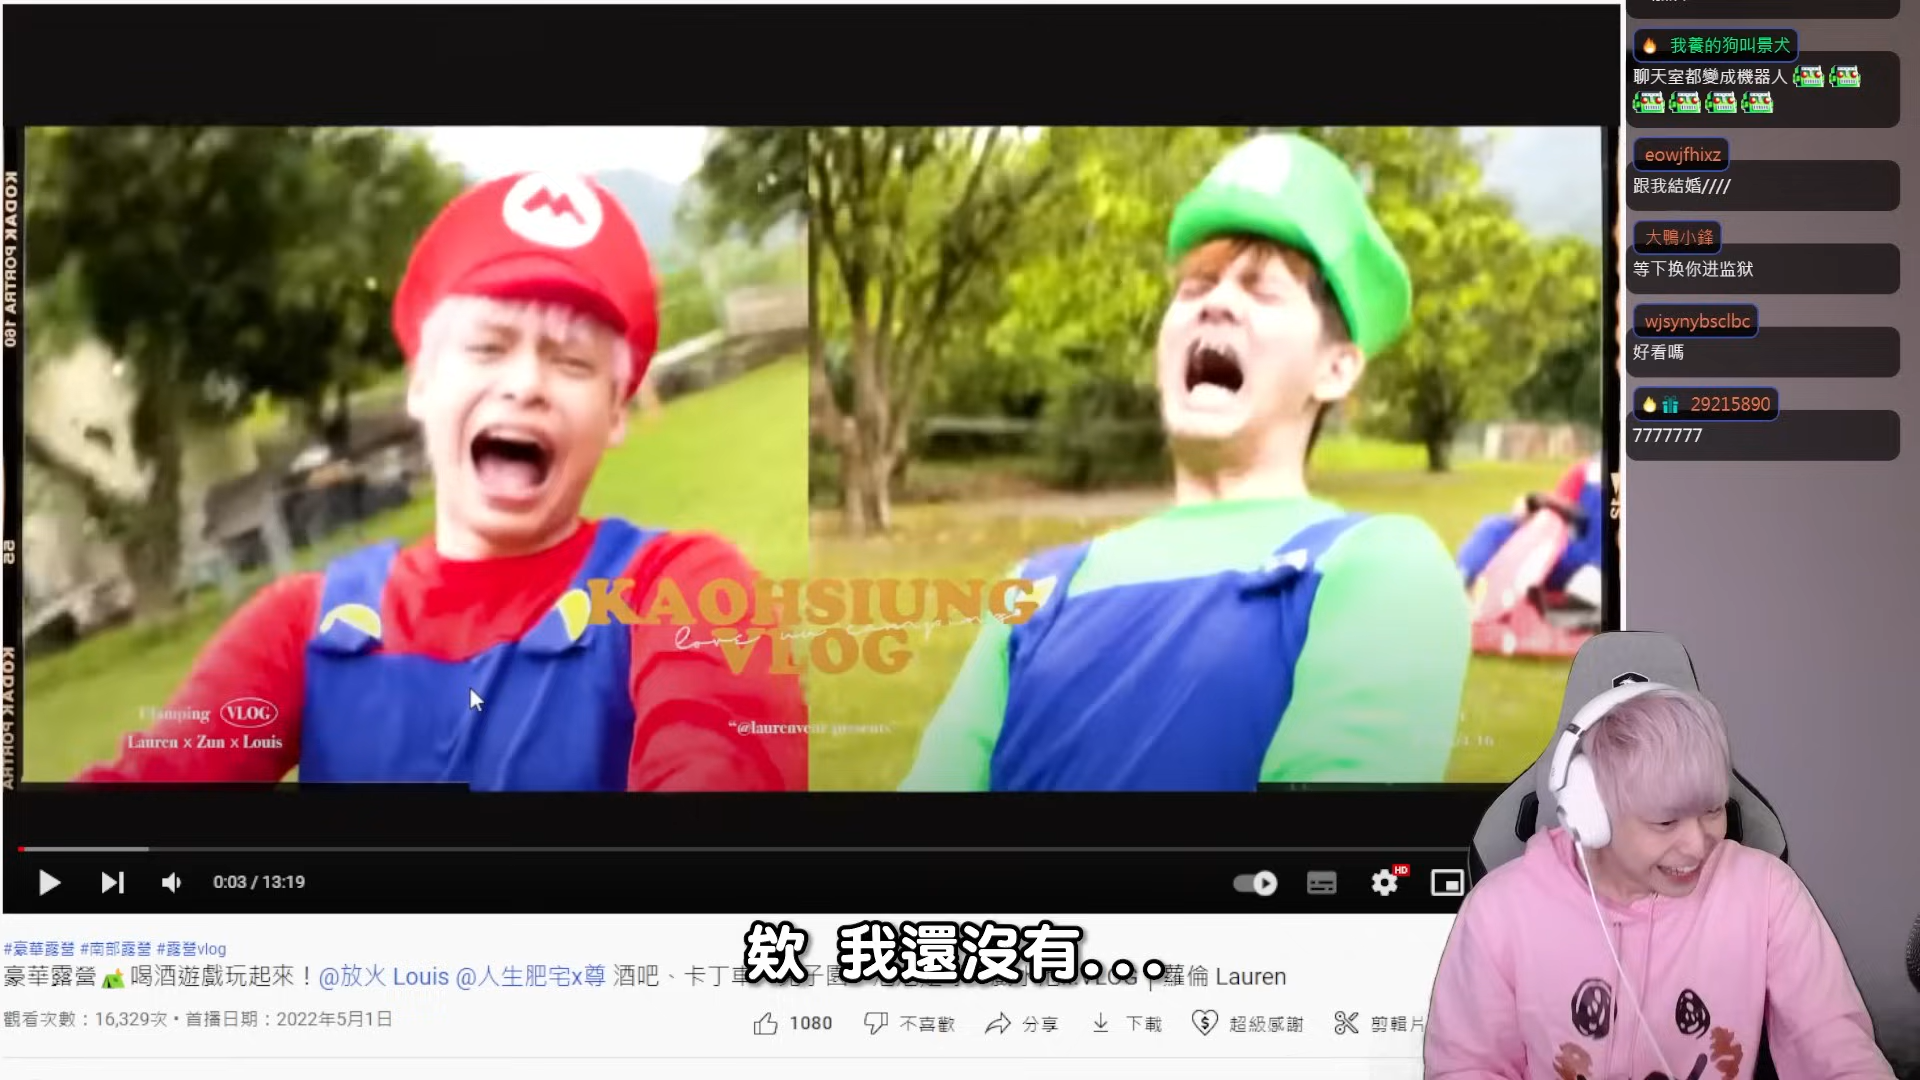 KODAK PORTRA 160
55
KODAK PORTRA
M
KAOHSIUNG
VLOG
Glamping VLOG
Lauren x Zun x Louis
0:03 / 13:19
HD
#豪華露營 #南部露營 #露營vlog
豪華露營🏕️喝酒遊戲玩起來！@放火 Louis @人生肥宅x尊 酒吧、卡丁車
蘿倫 Lauren
觀看次數：16,329次 • 首播日期：2022年5月1日
1080 不喜歡 分享 下載 超級感謝 剪輯片
欸 我還沒有...
我養的狗叫景犬
聊天室都變成機器人
eowjfhixz
跟我結婚////
大鴨小鋒
等下换你进监狱
wjsynybsclbc
好看嗎
29215890
7777777